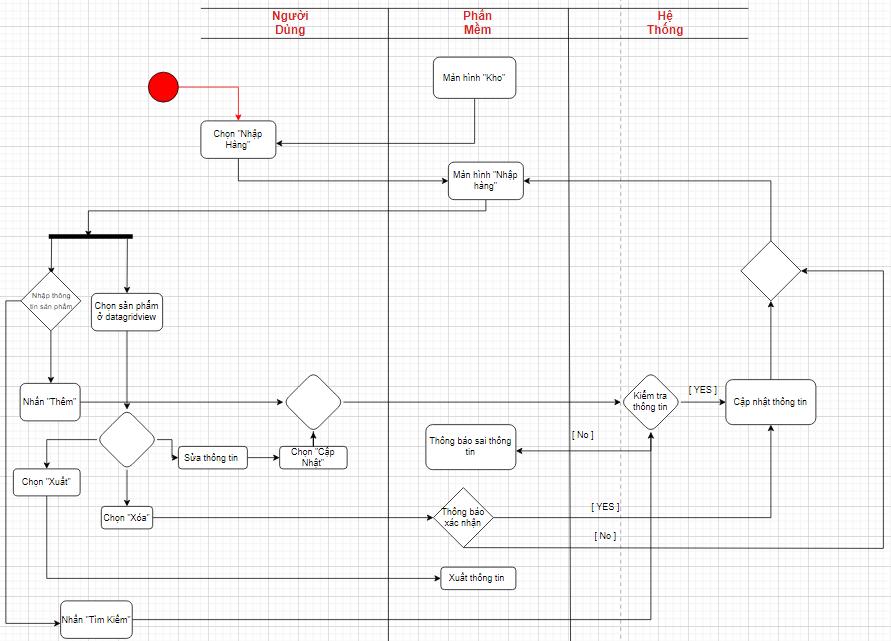 Người
Dùng
Phần
Mềm
Hệ
Thống
Màn hình "Kho"
Chọn "Nhập
Hàng"
Màn hình "Nhập
hàng"
Nhập thông
tin sản phẩm
Chọn sản phẩm
ở datagridview
Nhấn "Thêm"
Kiểm tra
thông tin
[ YES ]
Cập nhật thông tin
Thông báo sai thông
tin
[ No ]
Sửa thông tin
Chọn "Cập
Nhật"
Chọn "Xuất"
Chọn "Xóa"
Thông báo
xác nhận
[ YES ]
[ No ]
Xuất thông tin
Nhấn "Tìm Kiếm"